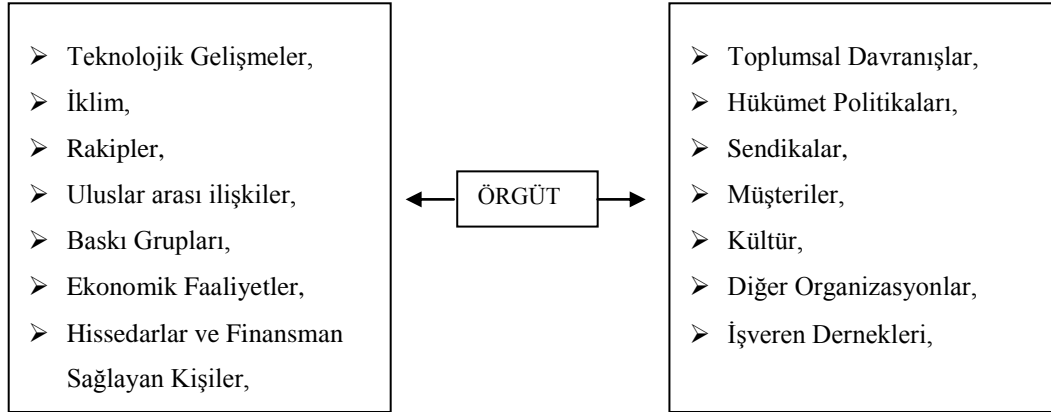 ➢ Teknolojik Gelişmeler,
➢ İklim,
➢ Rakipler,
➢ Uluslar arası ilişkiler,
➢ Baskı Grupları,
➢ Ekonomik Faaliyetler,
➢ Hissedarlar ve Finansman
Sağlayan Kişiler,
ÖRGÜT
➢ Toplumsal Davranışlar,
➢ Hükümet Politikaları,
➢ Sendikalar,
➢ Müşteriler,
➢ Kültür,
➢ Diğer Organizasyonlar,
➢ İşveren Dernekleri,